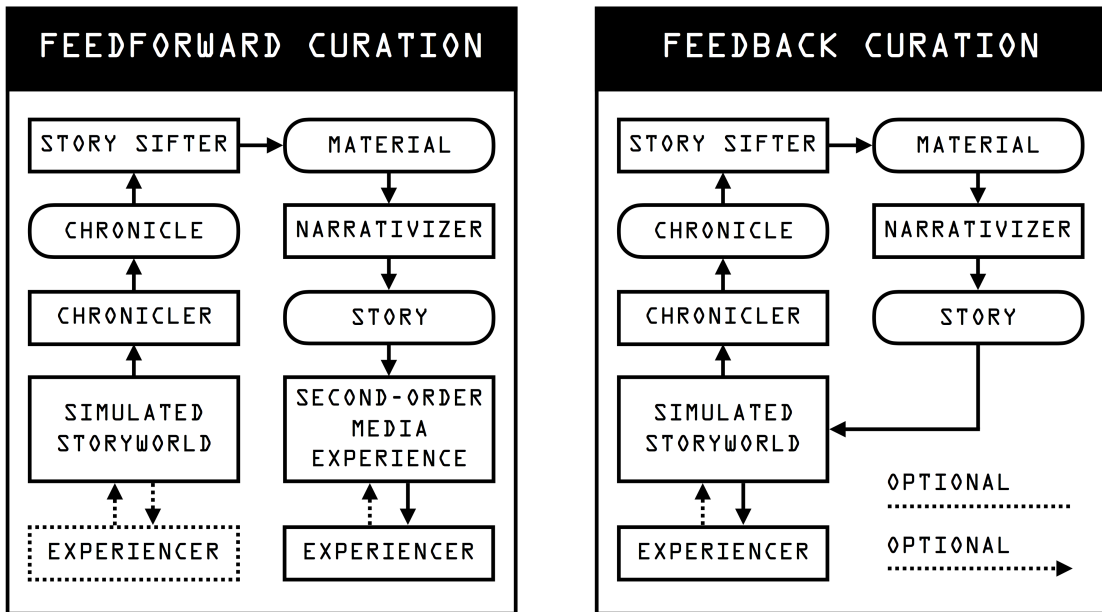 FEEDFORWARD CURATION
STORY SIFTER
CHRONICLE
CHRONICLER
SIMULATED
STORYWORLD
EXPERIENCER
MATERIAL
NARRATIVIZER
STORY
SECOND-ORDER
MEDIA
EXPERIENCE
EXPERIENCER
FEEDBACK CURATION
STORY SIFTER
CHRONICLE
CHRONICLER
SIMULATED
STORYWORLD
EXPERIENCER
MATERIAL
NARRATIVIZER
STORY
OPTIONAL
OPTIONAL